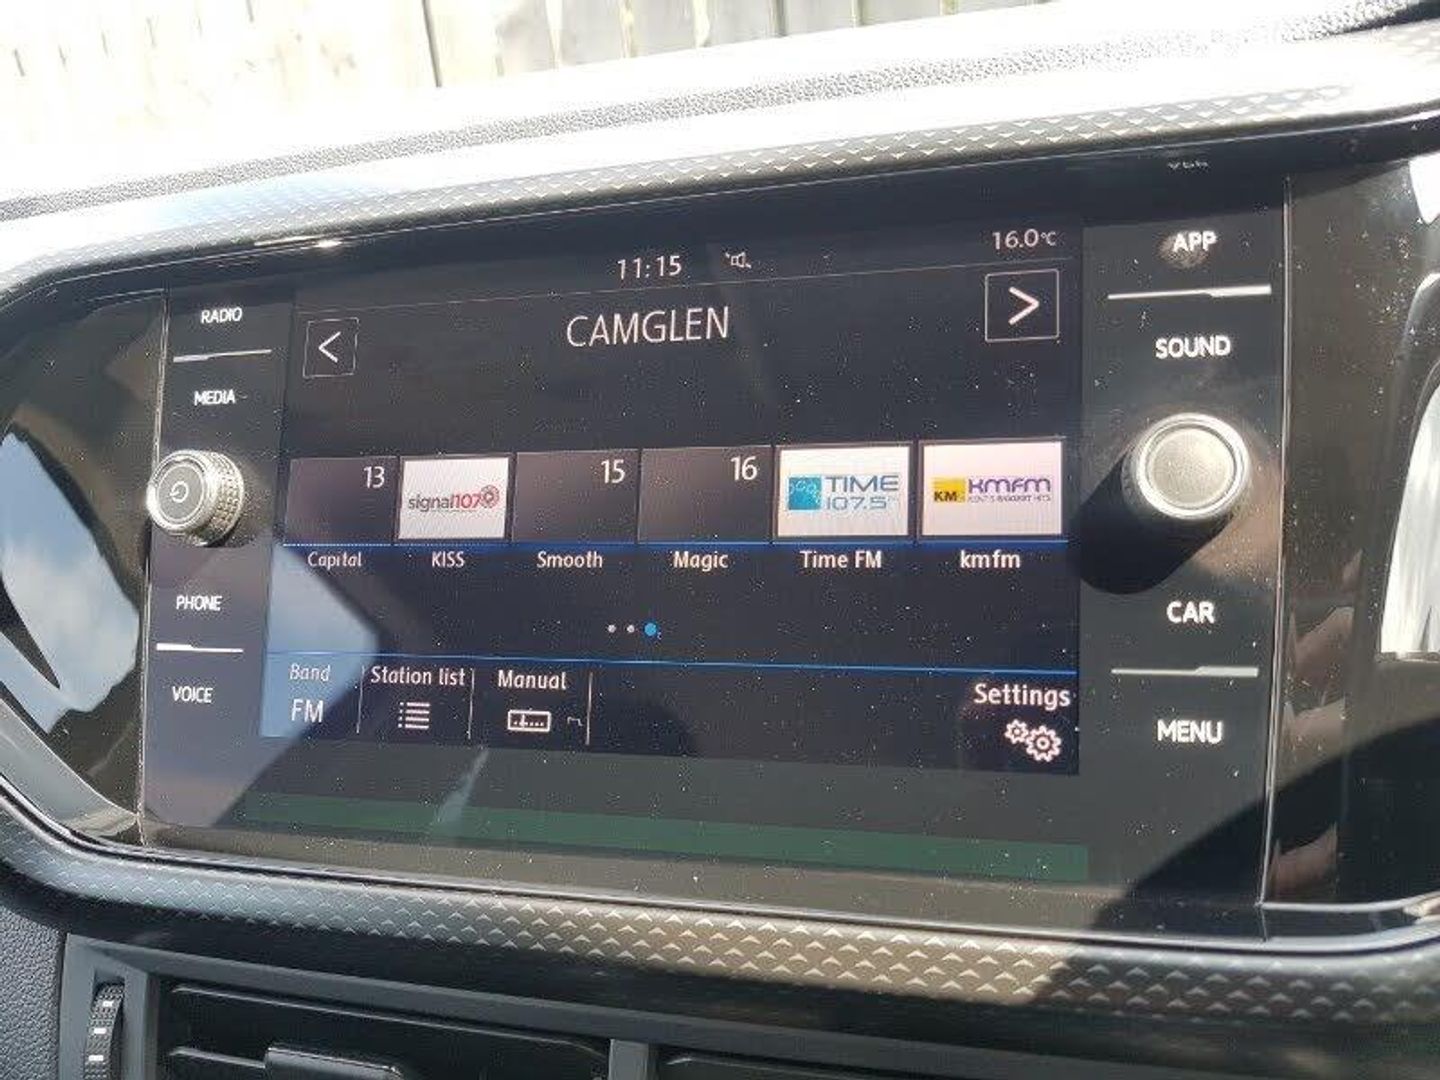 APP
11:15
16.0°C
RADIO
CAMGLEN
SOUND
MEDIA
13
signal107
15
16
TIME
107.5
KM
KMFM
Capital
KISS
Smooth
Magic
Time FM
kmfm
PHONE
CAR
Band
Station list
Manual
Settings
VOICE
FM
MENU